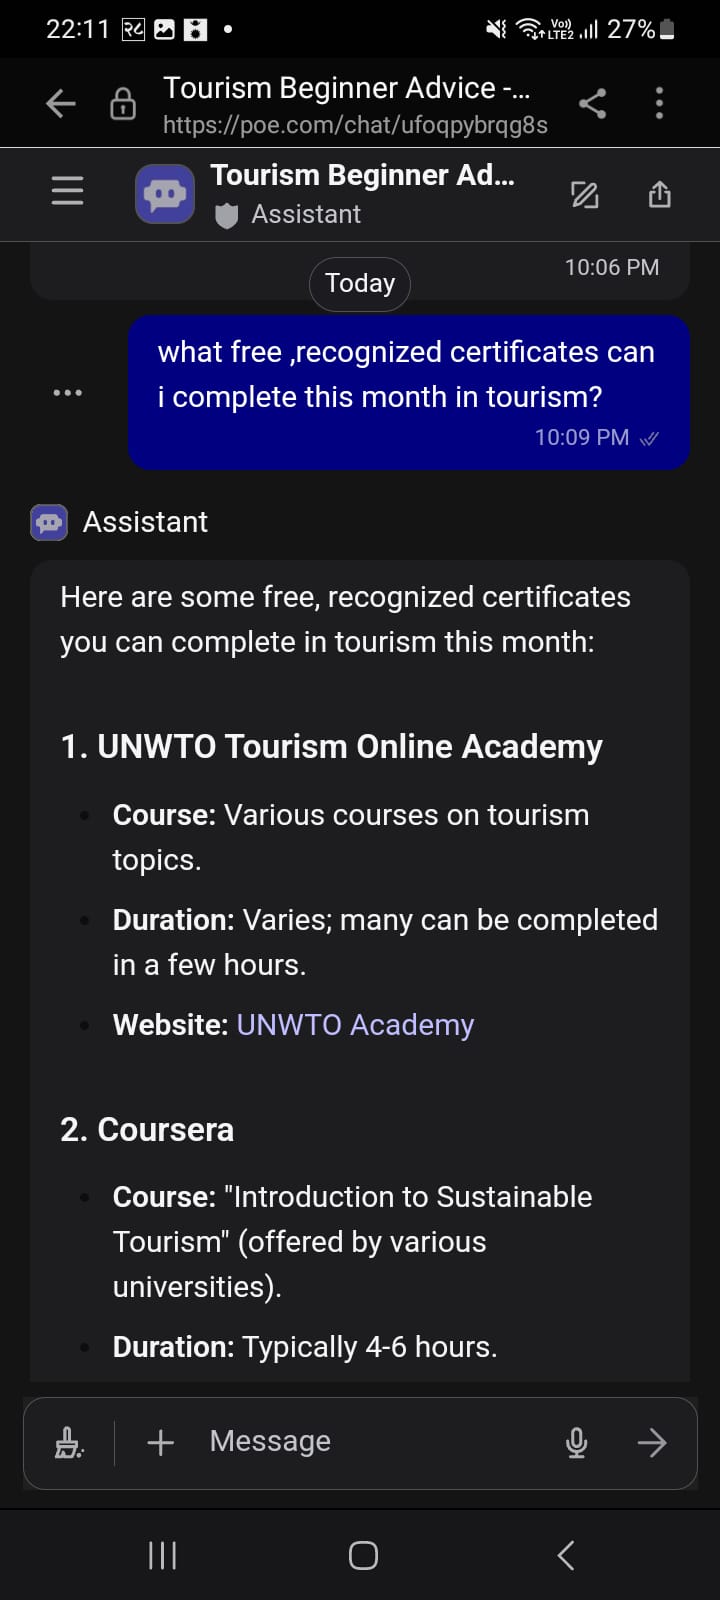 22:11
Vo))
LTE2
27%
Tourism Beginner Advice -...
https://poe.com/chat/ufoqpybrqg8s
Tourism Beginner Ad...
Assistant
10:06 PM
Today
what free ,recognized certificates can
i complete this month in tourism?
10:09 PM
Assistant
Here are some free, recognized certificates
you can complete in tourism this month:
1. UNWTO Tourism Online Academy
Course: Various courses on tourism
topics.
Duration: Varies; many can be completed
in a few hours.
Website: UNWTO Academy
2. Coursera
Course: "Introduction to Sustainable
Tourism" (offered by various
universities).
Duration: Typically 4-6 hours.
Message